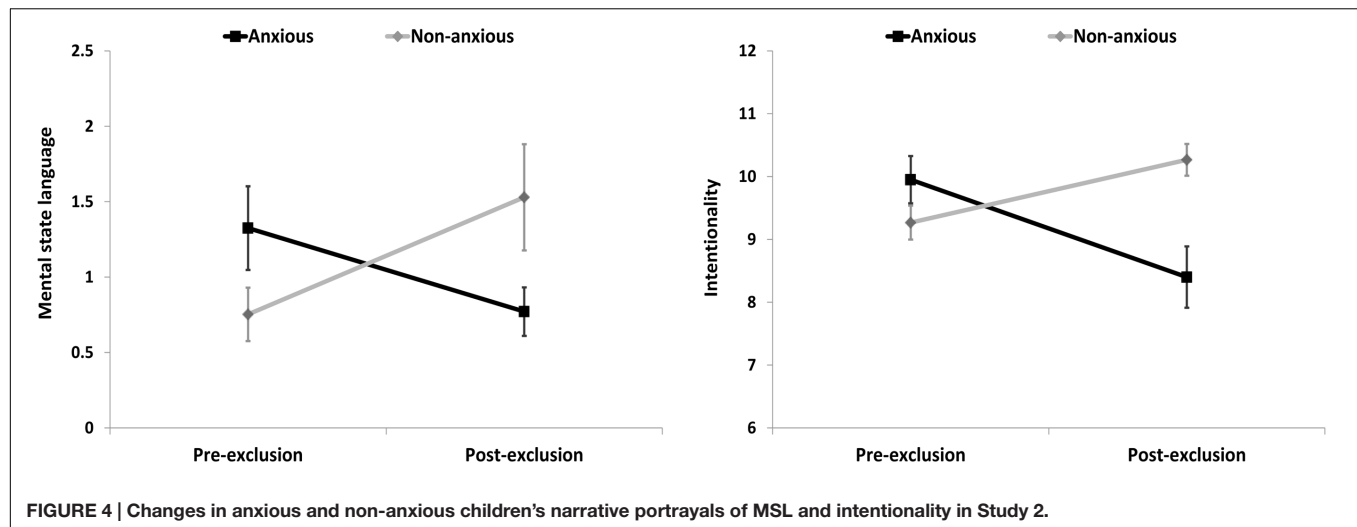 Anxious Non-anxious
2.5
2
1.5
1
0.5
0
Mental state language
Pre-exclusion Post-exclusion
Anxious Non-anxious
12
11
10
9
8
7
6
Intentionality
Pre-exclusion Post-exclusion
FIGURE 4 | Changes in anxious and non-anxious children’s narrative portrayals of MSL and intentionality in Study 2.